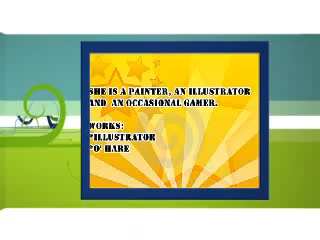 SHE IS A PAINTER, AN ILLUSTRATOR
AND AN OCCASIONAL GAMER.
WORKS:
*ILLUSTRATOR
*O' HARE